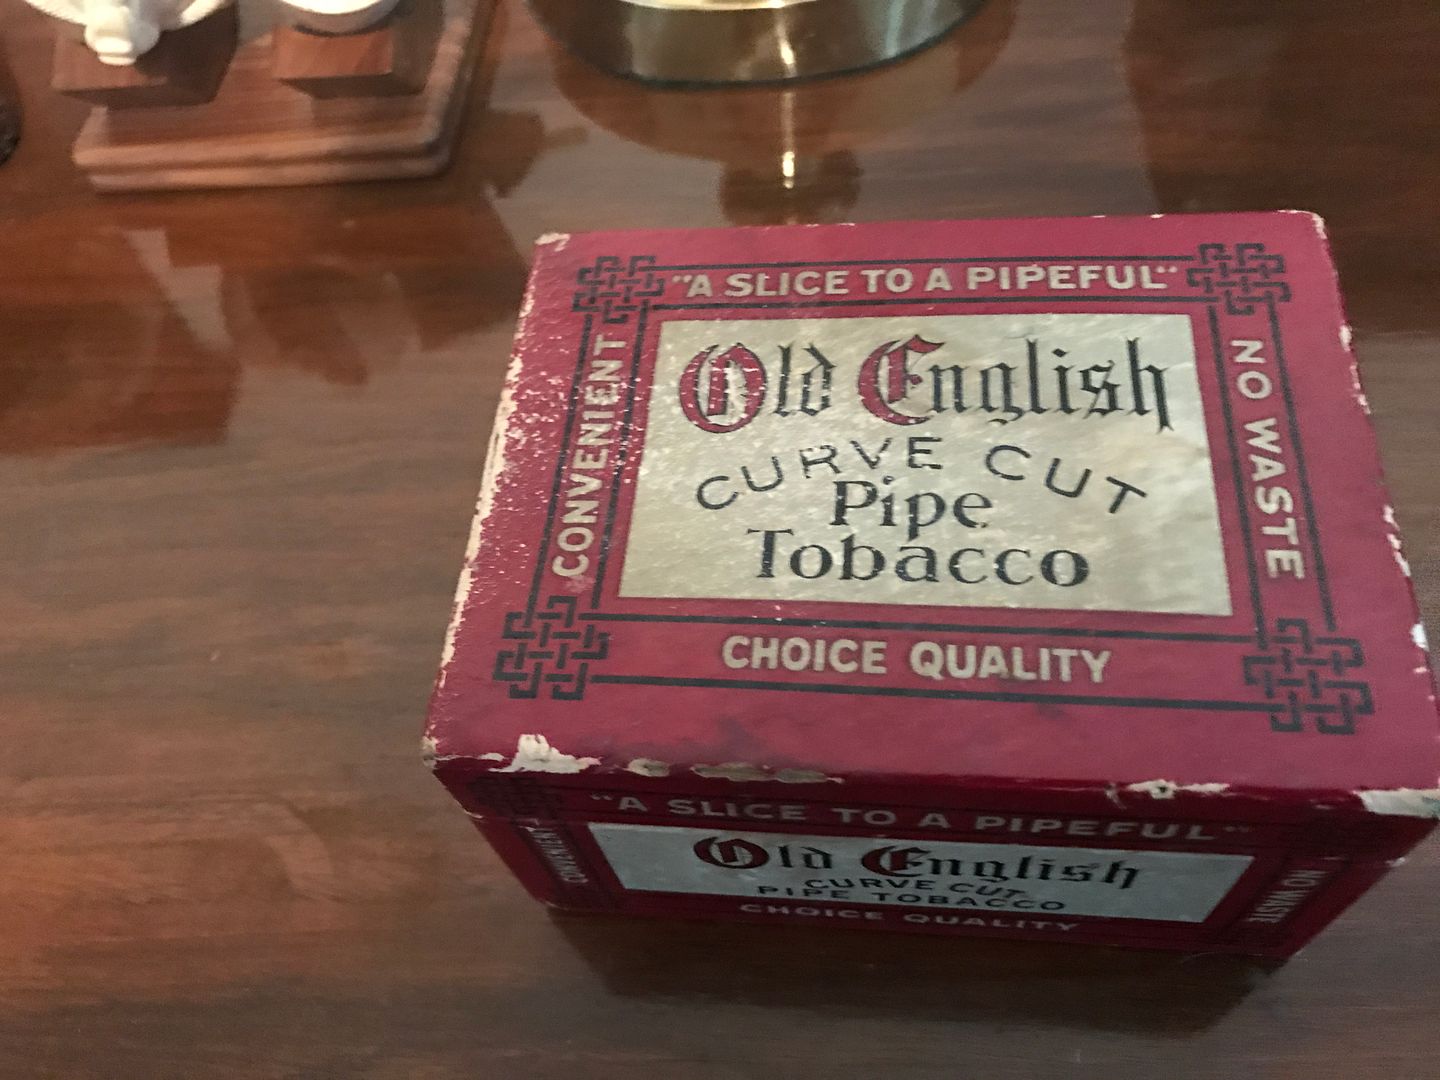 "A SLICE TO A PIPEFUL"
CONVENIENT
Old English
CURVE CUT
Pipe
Tobacco
NO WASTE
CHOICE QUALITY
"A SLICE TO A PIPEFUL"
CONVENIENT
Old English
CURVE CUT
PIPE TOBACCO
NO WASTE
CHOICE QUALITY